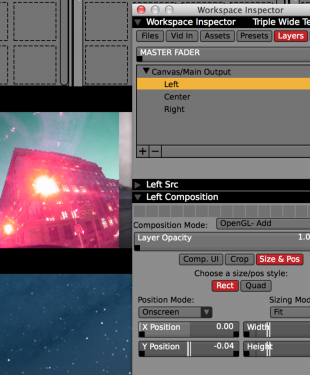 Workspace Inspector
Workspace Inspector Triple Wide Te
Files Vid In Assets Presets Layers
MASTER FADER
Canvas/Main Output
Left
Center
Right
+ −
Left Src
Left Composition
Composition Mode: OpenGL- Add
Layer Opacity 1.0
Comp. UI Crop Size & Pos
Choose a size/pos style:
Rect Quad
Position Mode: Sizing Mod
Onscreen Fit
X Position 0.00 Width
Y Position -0.04 Height